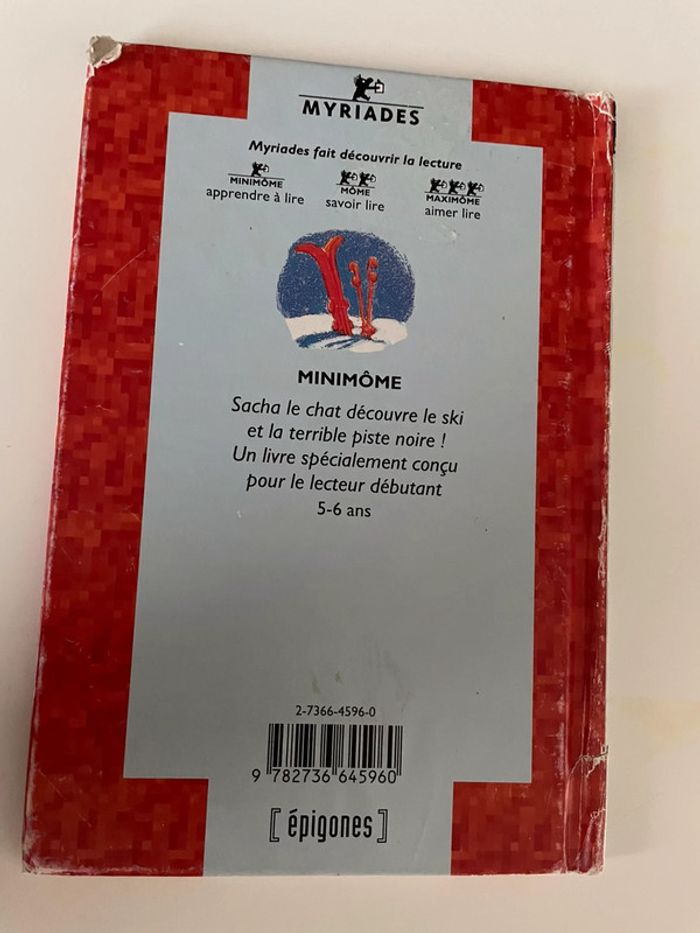 MYRIADES
Myriades fait découvrir la lecture
MINIMÔME
apprendre à lire
MÔME
savoir lire
MAXIMÔME
aimer lire
MINIMÔME
Sacha le chat découvre le ski
et la terrible piste noire !
Un livre spécialement conçu
pour le lecteur débutant
5-6 ans
2-7366-4596-0
9 782736 645960
[épigones]